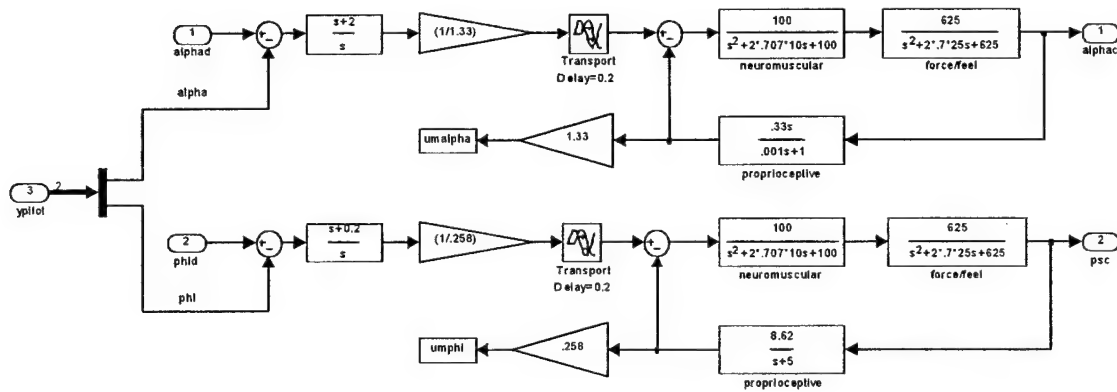 1
alphad
s+2
s
(1/1.33)
Transport
Delay=0.2
100
s²+2*.707*10s+100
neuromuscular
625
s²+2*.7*25s+625
force/feel
1
alphac
alpha
umalpha
1.33
.33s
.001s+1
proprioceptive
3
ypilot
2
2
phid
s+0.2
s
(1/.258)
Transport
Delay=0.2
100
s²+2*.707*10s+100
neuromuscular
625
s²+2*.7*25s+625
force/feel
2
psc
phi
umphi
.258
8.62
s+5
proprioceptive